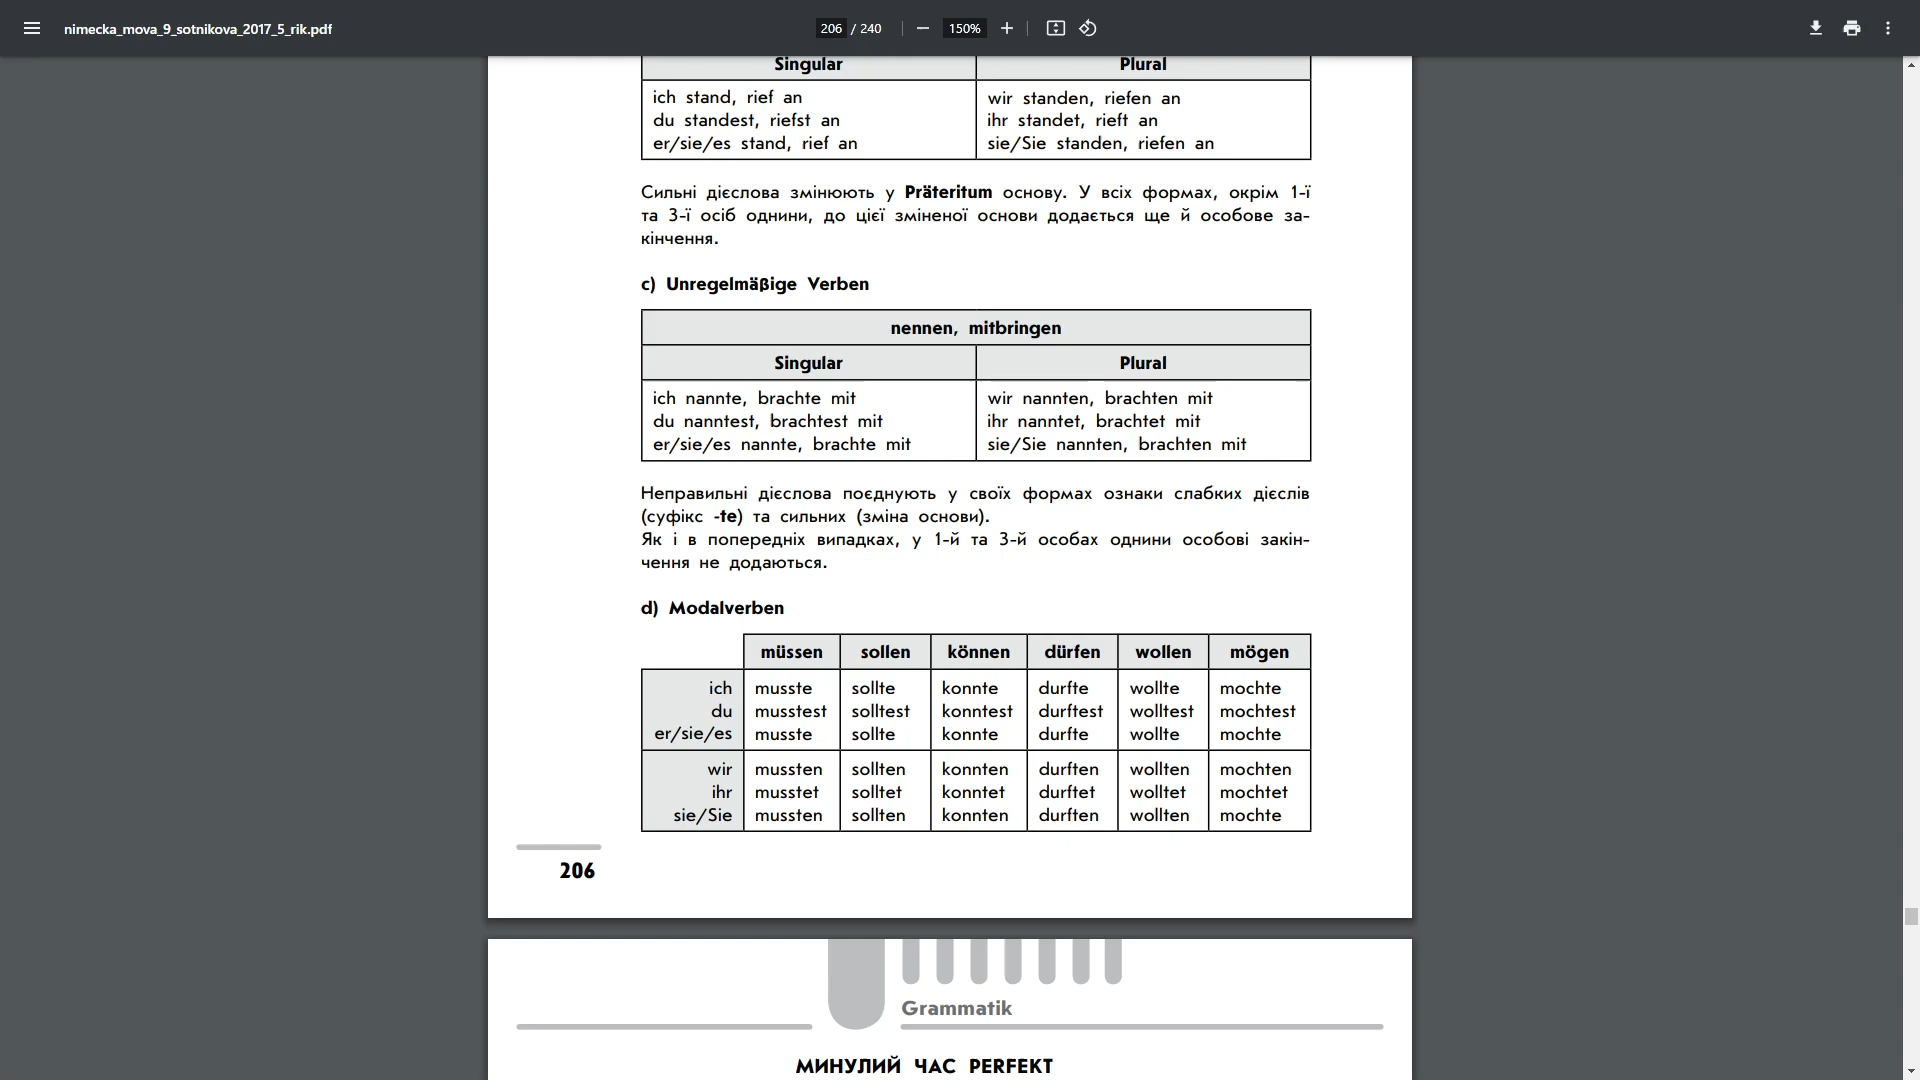 nimecka_mova_9_sotnikova_2017_5_rik.pdf
206 / 240
150%
Singular Plural
ich stand, rief an wir standen, riefen an
du standest, riefst an ihr standet, rieft an
er/sie/es stand, rief an sie/Sie standen, riefen an
Сильні дієслова змінюють у Präteritum основу. У всіх формах, окрім 1-ї
та 3-ї осіб однини, до цієї зміненої основи додається ще й особове за-
кінчення.
c) Unregelmäßige Verben
nennen, mitbringen
Singular Plural
ich nannte, brachte mit wir nannten, brachten mit
du nanntest, brachtest mit ihr nanntet, brachtet mit
er/sie/es nannte, brachte mit sie/Sie nannten, brachten mit
Неправильні дієслова поєднують у своїх формах ознаки слабких дієслів
(суфікс -te) та сильних (зміна основи).
Як і в попередніх випадках, у 1-й та 3-й особах однини особові закін-
чення не додаються.
d) Modalverben
müssen sollen können dürfen wollen mögen
ich musste sollte konnte durfte wollte mochte
du musstest solltest konntest durftest wolltest mochtest
er/sie/es musste sollte konnte durfte wollte mochte
wir mussten sollten konnten durften wollten mochten
ihr musstet solltet konntet durftet wolltet mochtet
sie/Sie mussten sollten konnten durften wollten mochte
206
Grammatik
МИНУЛИЙ ЧАС PERFEKT